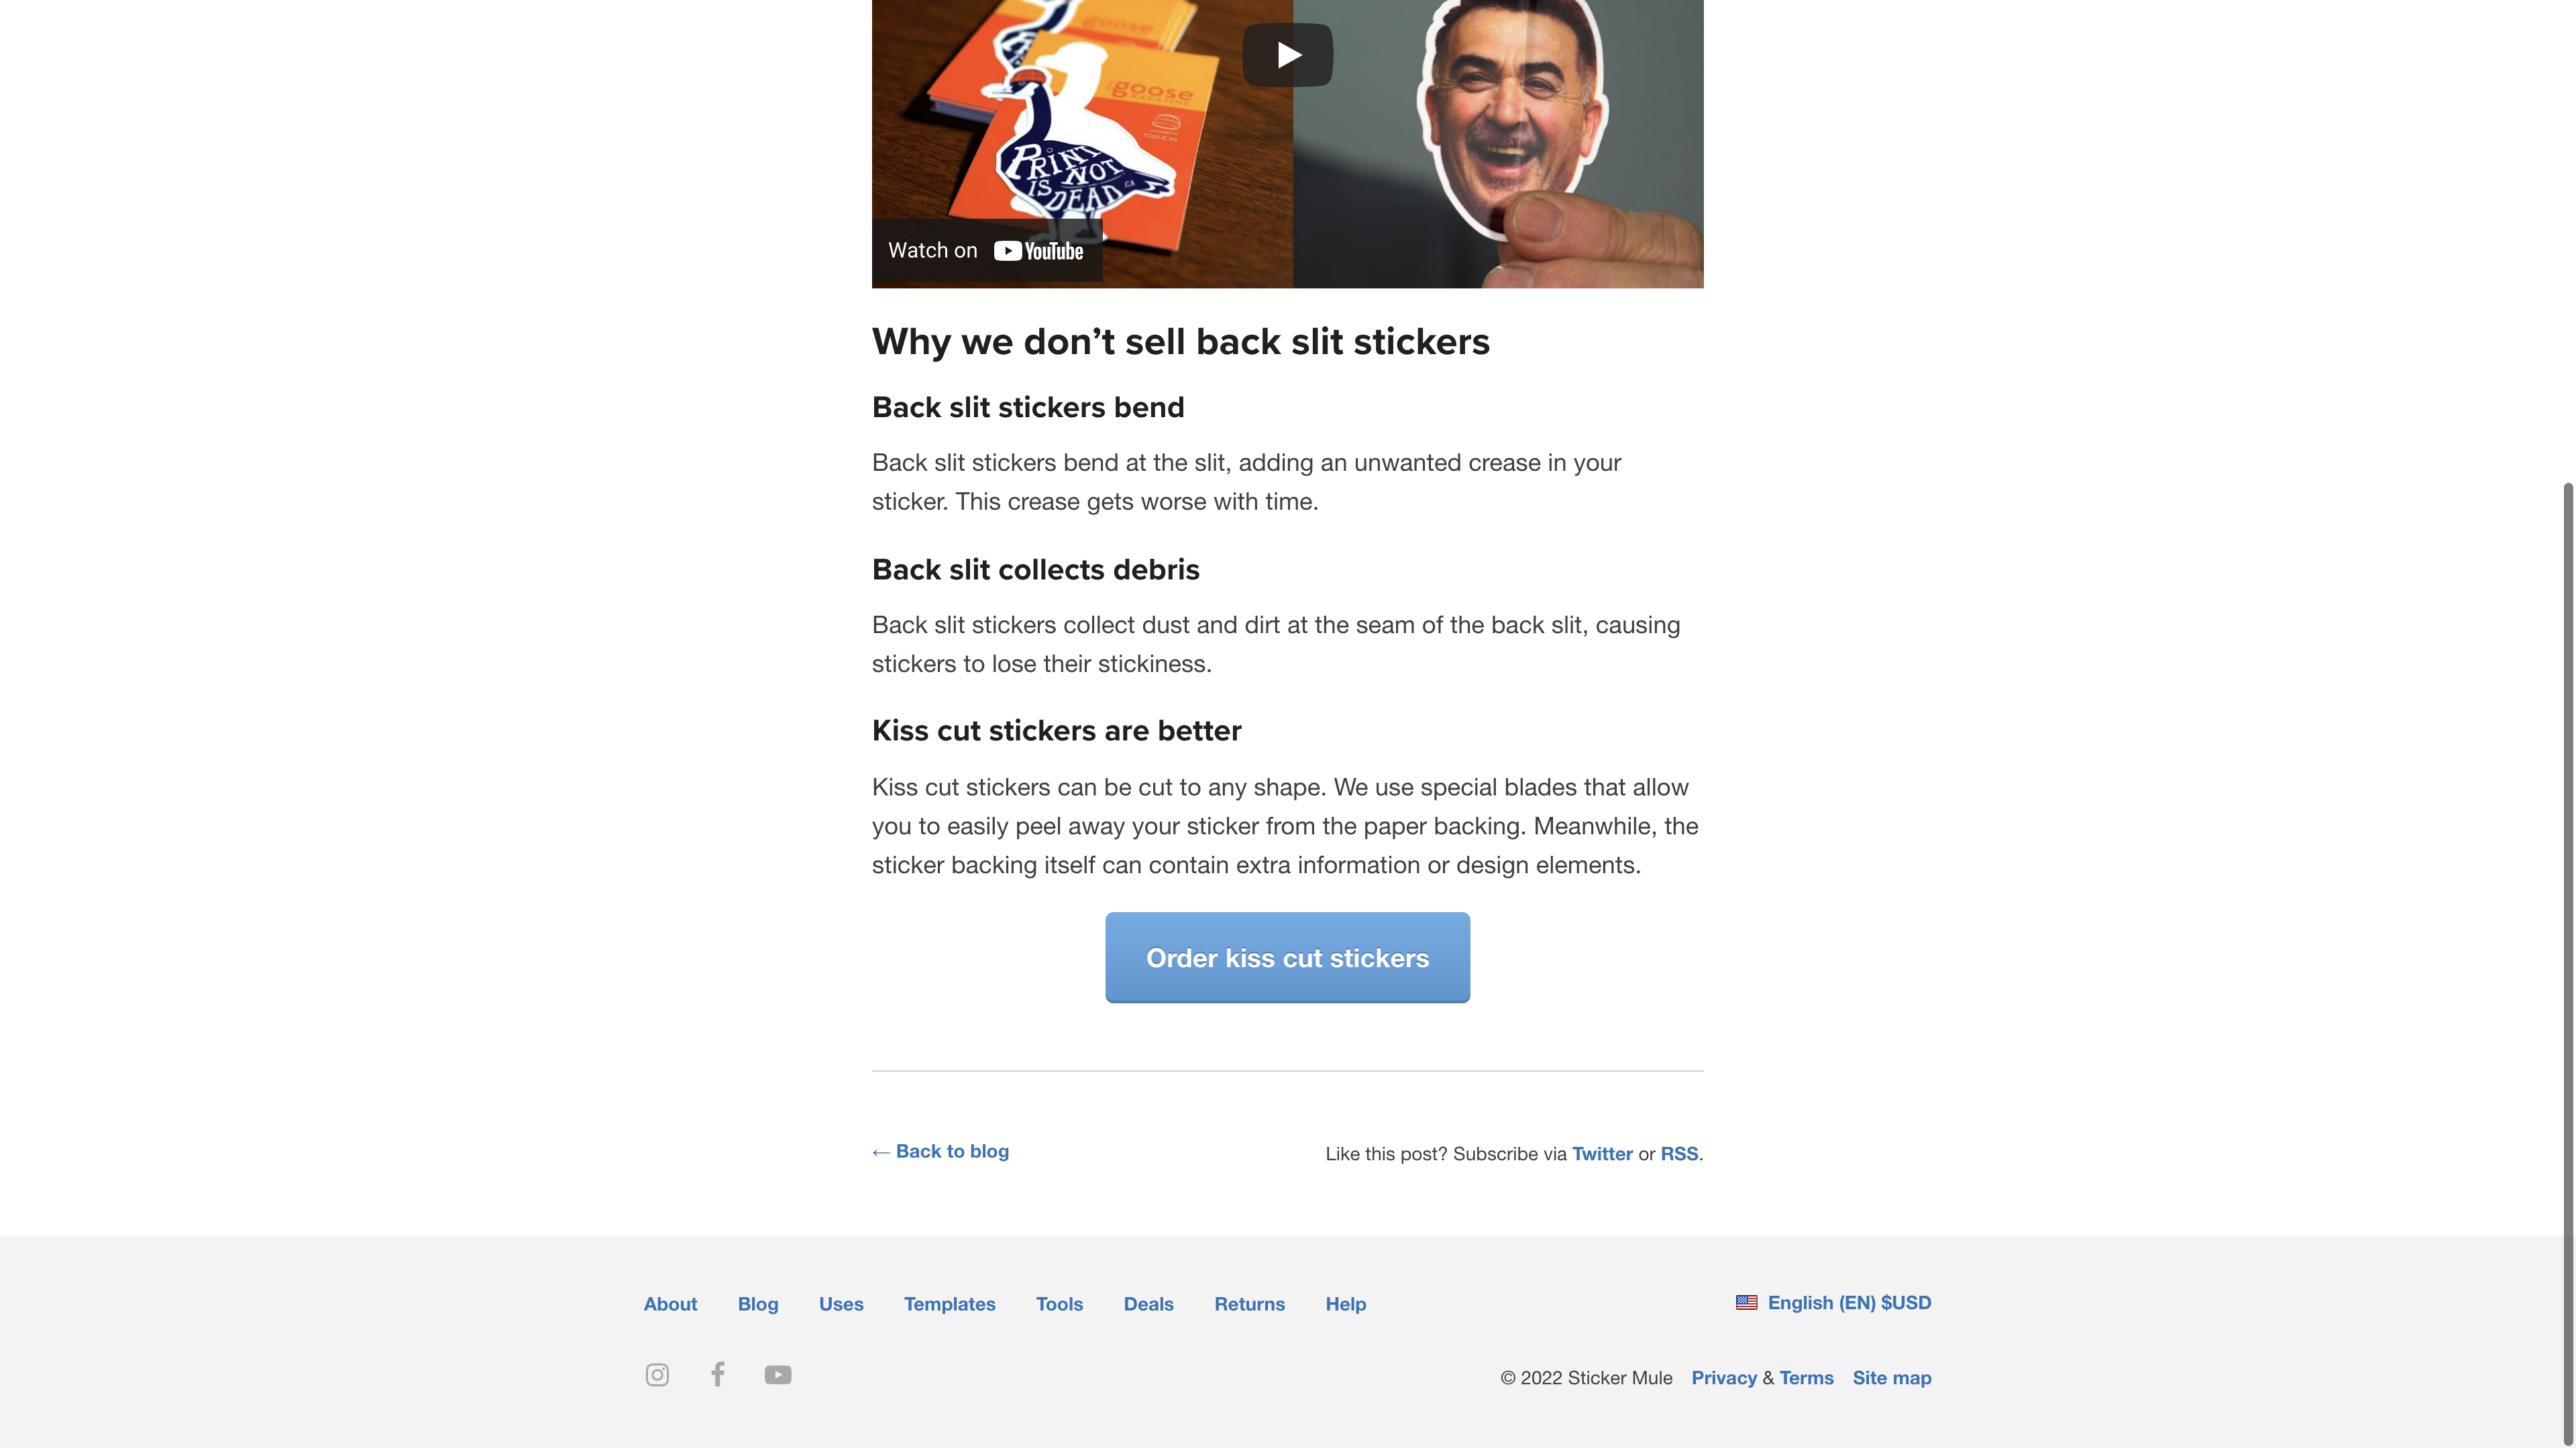 goose
goose
MAGAZINE
TOQUE.INK
PRINT
IS NOT
DEAD.CA
Watch on YouTube
Why we don’t sell back slit stickers
Back slit stickers bend
Back slit stickers bend at the slit, adding an unwanted crease in your
sticker. This crease gets worse with time.
Back slit collects debris
Back slit stickers collect dust and dirt at the seam of the back slit, causing
stickers to lose their stickiness.
Kiss cut stickers are better
Kiss cut stickers can be cut to any shape. We use special blades that allow
you to easily peel away your sticker from the paper backing. Meanwhile, the
sticker backing itself can contain extra information or design elements.
Order kiss cut stickers
← Back to blog
Like this post? Subscribe via Twitter or RSS.
About Blog Uses Templates Tools Deals Returns Help
English (EN) $USD
© 2022 Sticker Mule Privacy & Terms Site map